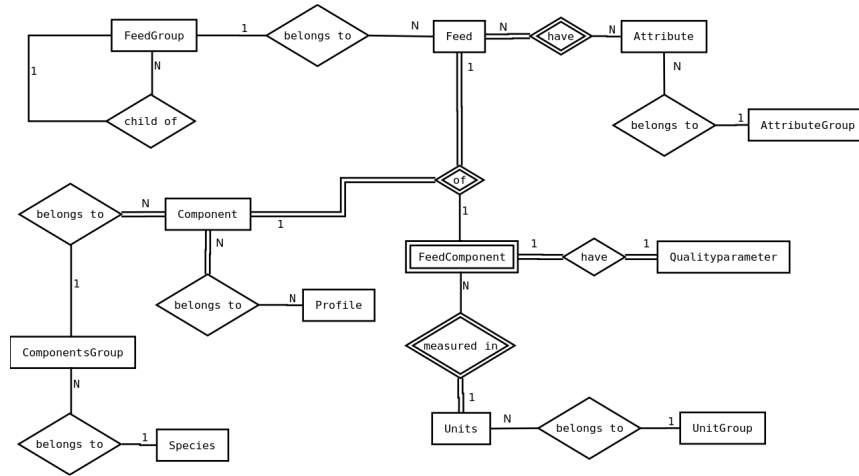 FeedGroup
1
belongs to
N
Feed
N
have
N
Attribute
1
N
1
N
child of
belongs to
1
AttributeGroup
of
belongs to
N
Component
1
1
N
FeedComponent
1
have
1
Qualityparameter
1
belongs to
N
Profile
N
ComponentsGroup
measured in
N
1
belongs to
1
Species
Units
N
belongs to
1
UnitGroup